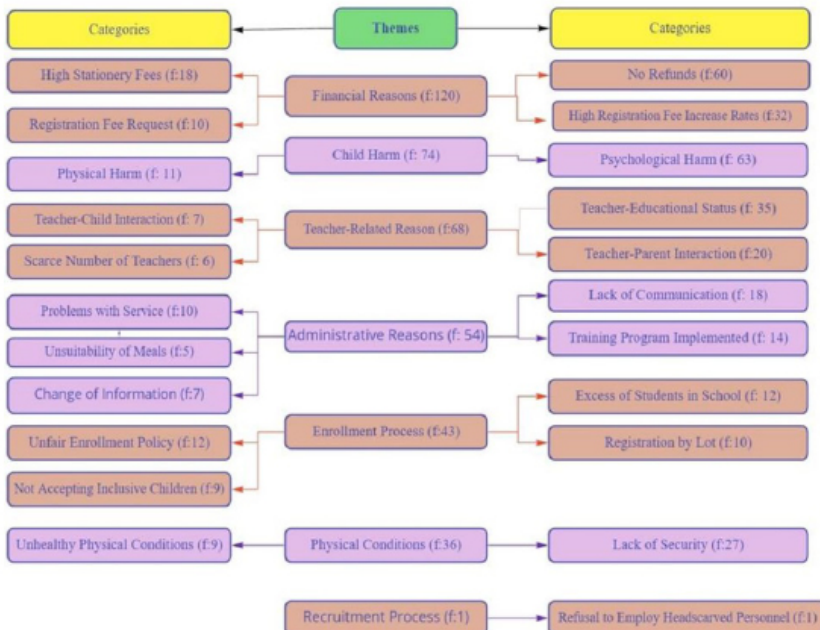 Categories
Themes
Categories
High Stationery Fees (f:18)
Financial Reasons (f:120)
No Refunds (f:60)
Registration Fee Request (f:10)
High Registration Fee Increase Rates (f:32)
Physical Harm (f: 11)
Child Harm (f: 74)
Psychological Harm (f: 63)
Teacher-Child Interaction (f: 7)
Teacher-Related Reason (f:68)
Teacher-Educational Status (f: 35)
Scarce Number of Teachers (f: 6)
Teacher-Parent Interaction (f:20)
Problems with Service (f:10)
Administrative Reasons (f: 54)
Lack of Communication (f: 18)
Unsuitability of Meals (f:5)
Training Program Implemented (f: 14)
Change of Information (f:7)
Excess of Students in School (f: 12)
Unfair Enrollment Policy (f:12)
Enrollment Process (f:43)
Registration by Lot (f:10)
Not Accepting Inclusive Children (f:9)
Unhealthy Physical Conditions (f:9)
Physical Conditions (f:36)
Lack of Security (f:27)
Recruitment Process (f:1)
Refusal to Employ Headscarved Personnel (f:1)